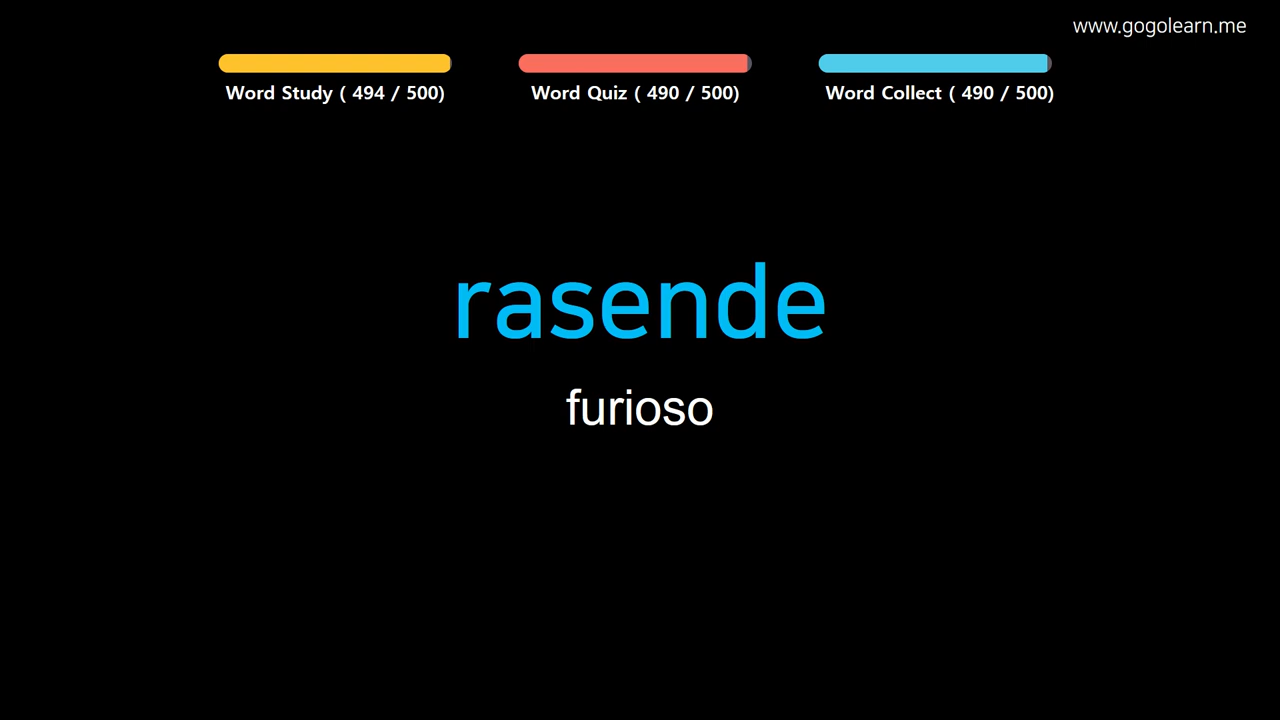 www.gogolearn.me
Word Study ( 494 / 500)
Word Quiz ( 490 / 500)
Word Collect ( 490 / 500)
rasende
furioso